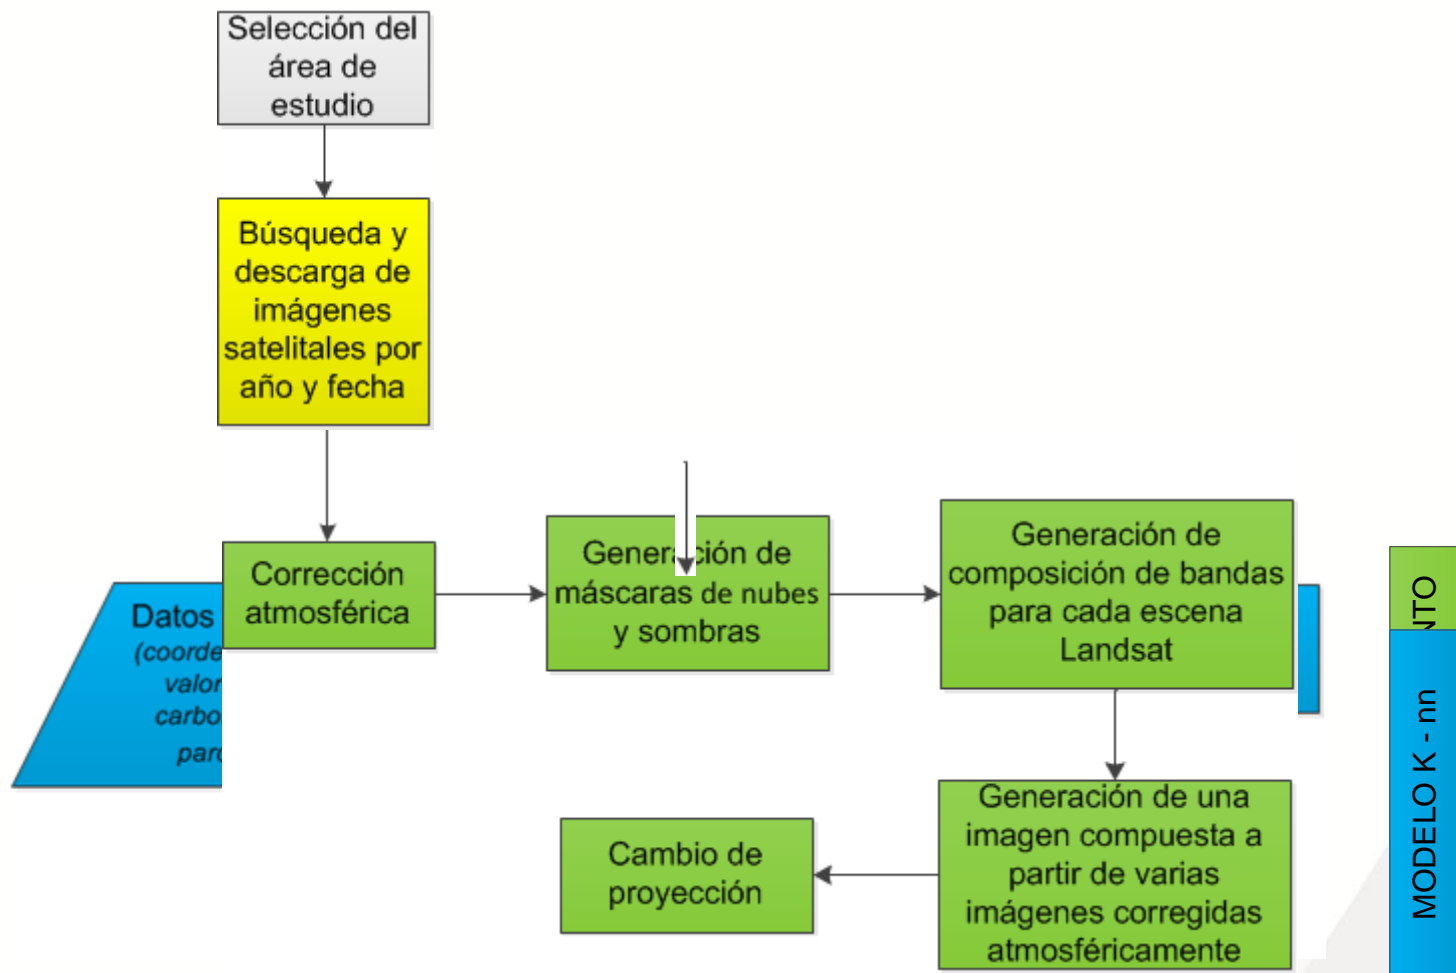 Selección del
área de
estudio
Búsqueda y
descarga de
imágenes
satelitales por
año y fecha
Corrección
atmosférica
Generación de
máscaras de nubes
y sombras
Generación de
composición de bandas
para cada escena
Landsat
Generación de una
imagen compuesta a
partir de varias
imágenes corregidas
atmosféricamente
Cambio de
proyección
Datos
MODELO K - nn